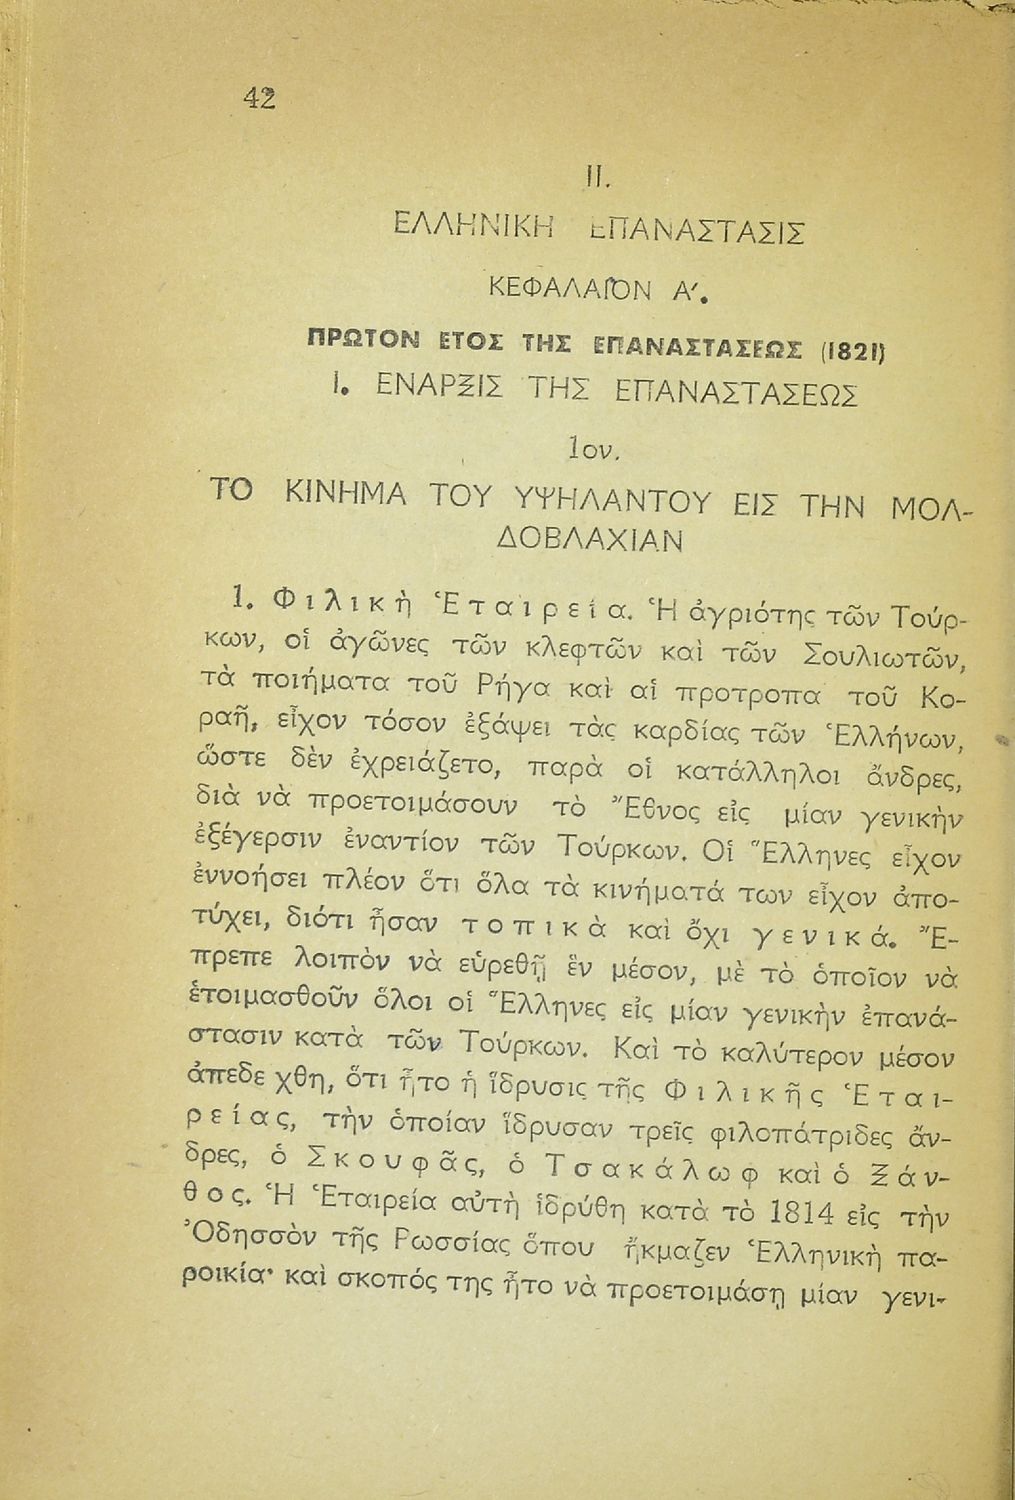 42
II.
ΕΛΛΗΝΙΚΗ ΕΠΑΝΑΣΤΑΣΙΣ
ΚΕΦΑΛΑΙΟΝ Α'.
ΠΡΩΤΟΝ ΕΤΟΣ ΤΗΣ ΕΠΑΝΑΣΤΑΣΕΩΣ (1821)
Ι. ΕΝΑΡΞΙΣ ΤΗΣ ΕΠΑΝΑΣΤΑΣΕΩΣ
1ον.
ΤΟ ΚΙΝΗΜΑ ΤΟΥ ΥΨΗΛΑΝΤΟΥ ΕΙΣ ΤΗΝ ΜΟΛ-
ΔΟΒΛΑΧΙΑΝ
1. Φιλικὴ Ἑταιρεία. Ἡ ἀγριότης τῶν Τούρ-
κων, οἱ ἀγῶνες τῶν κλεφτῶν καὶ τῶν Σουλιωτῶν,
τὰ ποιήματα τοῦ Ρήγα καὶ αἱ προτροπα τοῦ Κο-
ραῆ, εἶχον τόσον ἐξάψει τὰς καρδίας τῶν Ἑλλήνων,
ὥστε δὲν ἐχρειάζετο, παρὰ οἱ κατάλληλοι ἄνδρες,
διὰ νὰ προετοιμάσουν τὸ Ἔθνος εἰς μίαν γενικὴν
ἐξέγερσιν ἐναντίον τῶν Τούρκων. Οἱ Ἕλληνες εἶχον
ἐννοήσει πλέον ὅτι ὅλα τὰ κινήματά των εἶχον ἀπο-
τύχει, διότι ἦσαν τοπικὰ καὶ ὄχι γενικά. Ἔ-
πρεπε λοιπὸν νὰ εὑρεθῇ ἓν μέσον, μὲ τὸ ὁποῖον νὰ
ἑτοιμασθοῦν ὅλοι οἱ Ἕλληνες εἰς μίαν γενικὴν ἐπανά-
στασιν κατὰ τῶν Τούρκων. Καὶ τὸ καλύτερον μέσον
ἀπεδε χθη, ὅτι ἦτο ἡ ἵδρυσις τῆς Φιλικῆς Ἑται-
ρείας, τὴν ὁποίαν ἵδρυσαν τρεῖς φιλοπάτριδες ἄν-
δρες, ὁ Σκουφᾶς, ὁ Τσακάλωφ καὶ ὁ Ξάν-
θος. Ἡ Ἑταιρεία αὐτὴ ἱδρύθη κατὰ τὸ 1814 εἰς τὴν
Ὀδησσὸν τῆς Ρωσσίας ὅπου ἤκμαζεν Ἑλληνικὴ πα-
ροικία· καὶ σκοπός της ἦτο νὰ προετοιμάσῃ μίαν γενι-